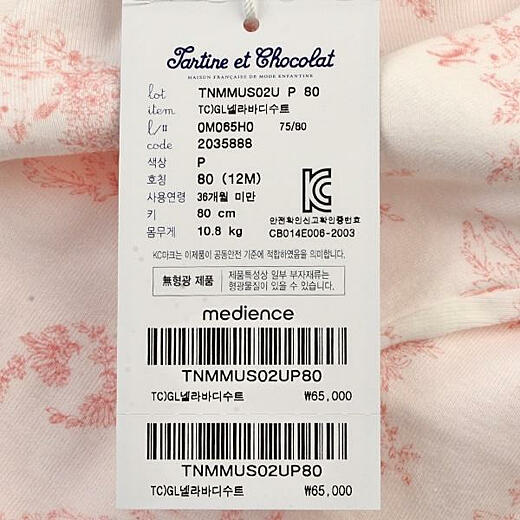 Tartine et Chocolat
MAISON FRANÇAISE DE MODE ENFANTINE
lot TNMMUS02U P 80
item TC)GL넬라바디수트
l/# 0M065H0 75/80
code 2035888
색상 P
호칭 80 (12M)
사용연령 36개월 미만
키 80 cm
몸무게 10.8 kg
KC
안전확인신고확인증번호
CB014E006-2003
KC마크는 이제품이 공통안전 기준에 적합하였음을 의미합니다.
無형광 제품
제품특성상 일부 부자재류는
형광물질이 있을 수 있습니다.
medience
TNMMUS02UP80
TC)GL넬라바디수트 ₩65,000
TNMMUS02UP80
TC)GL넬라바디수트 ₩65,000